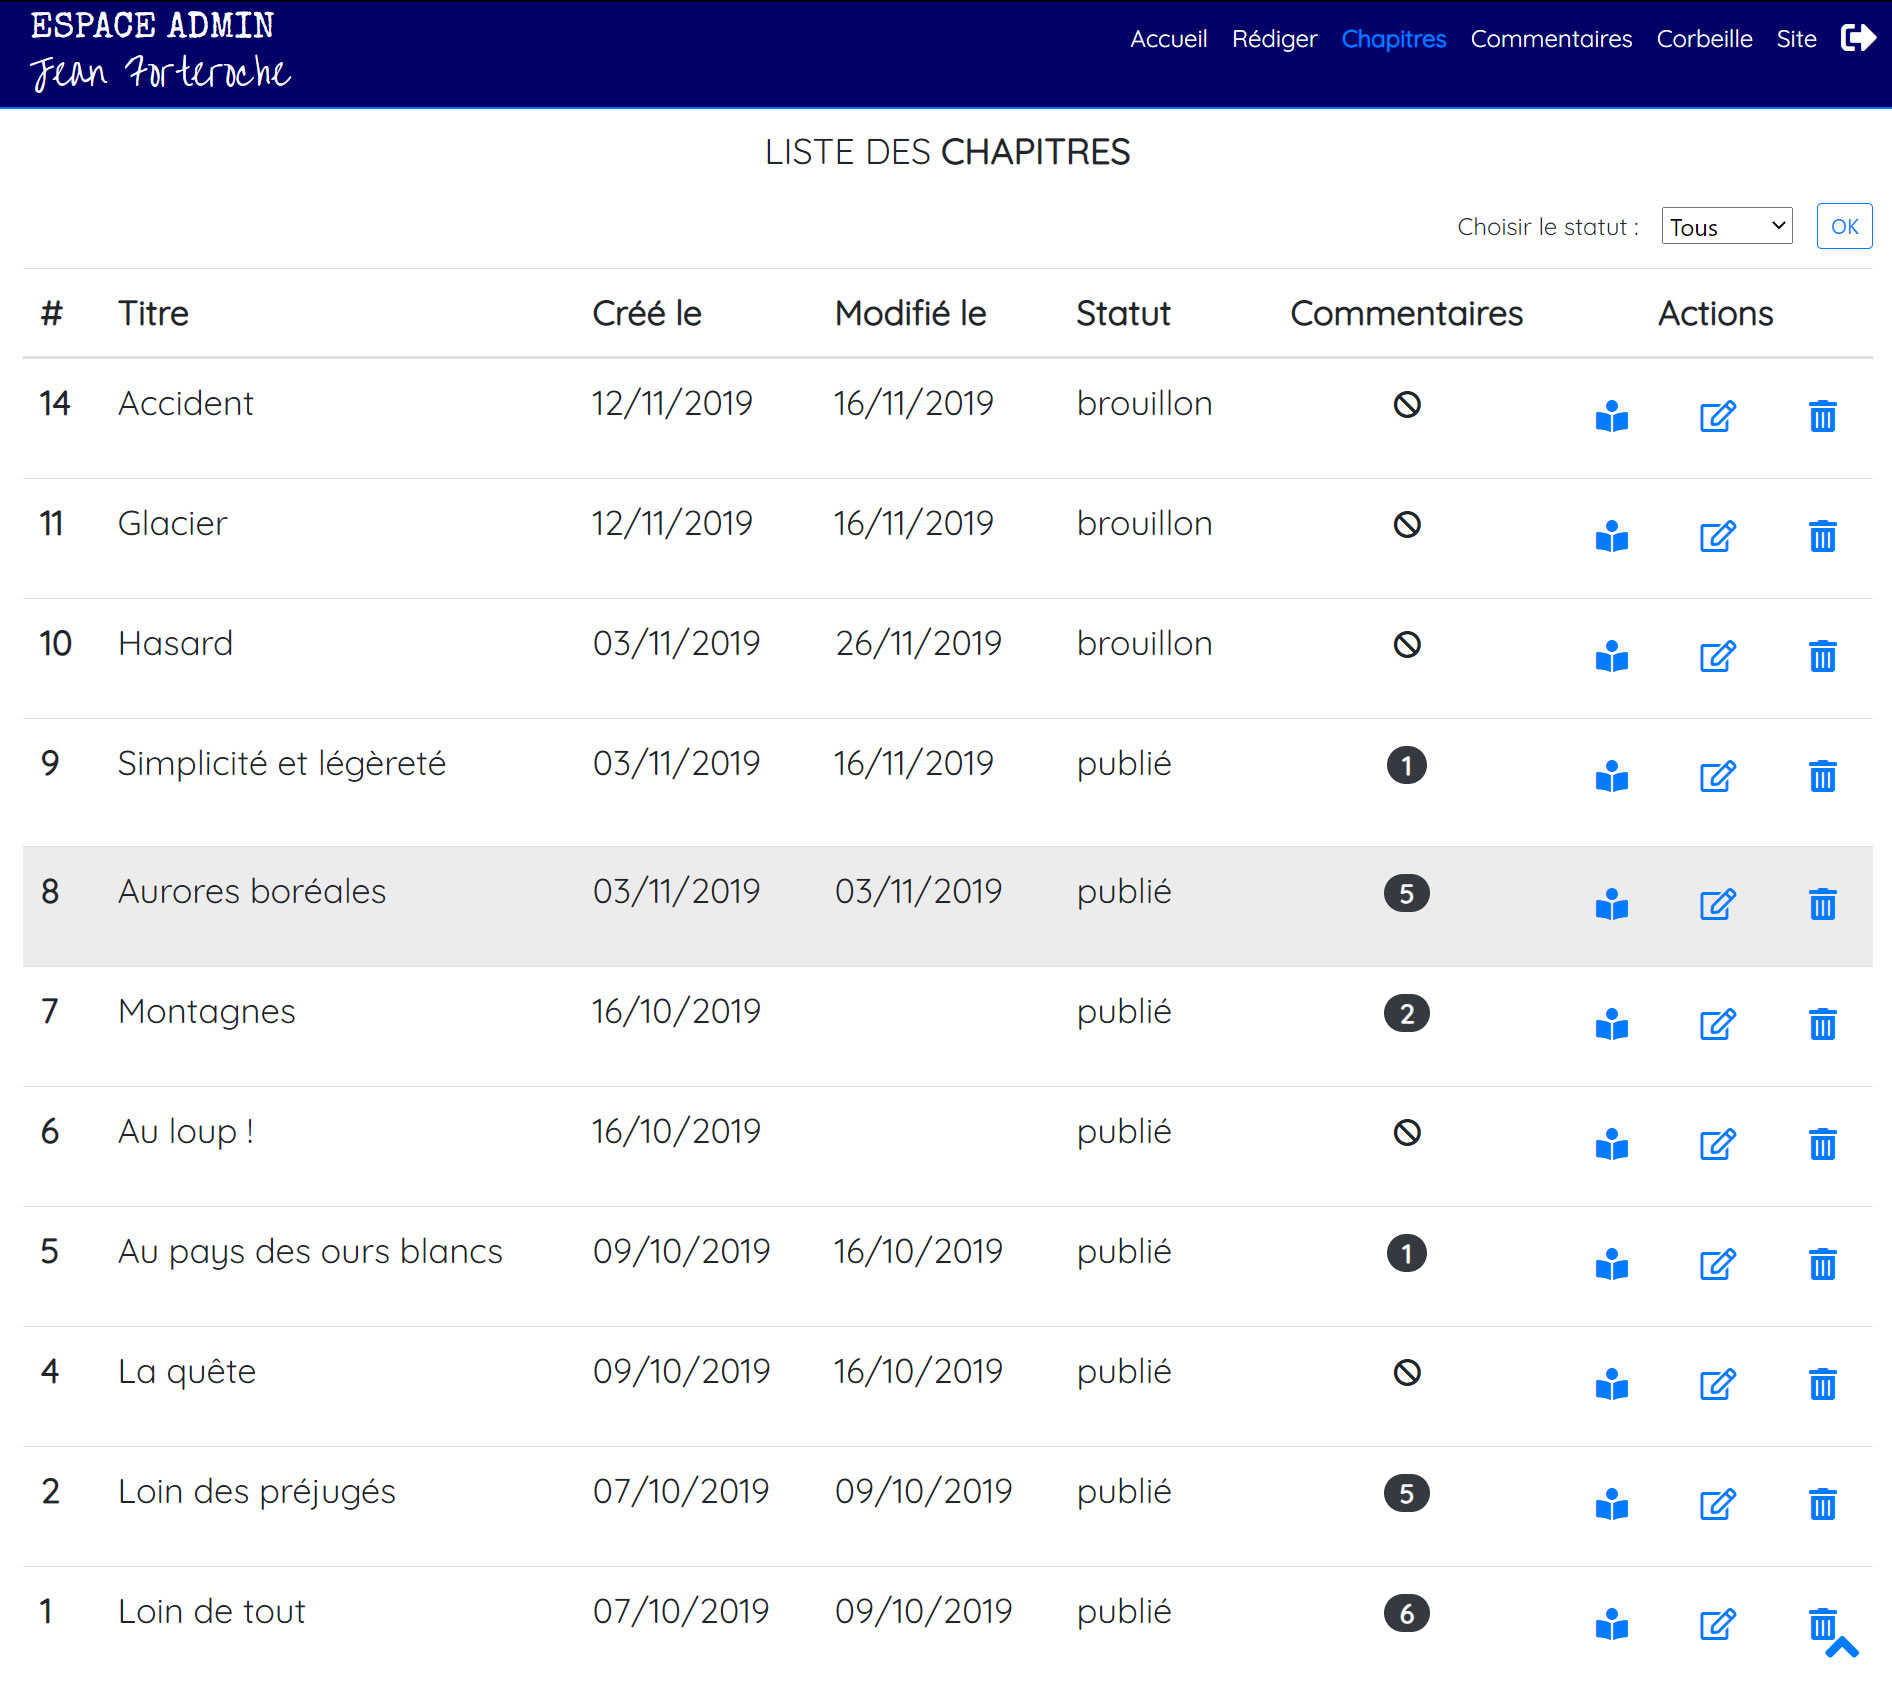 ESPACE ADMIN
Jean Forteroche
Accueil Rédiger Chapitres Commentaires Corbeille Site
LISTE DES CHAPITRES
Choisir le statut : Tous OK
# Titre Créé le Modifié le Statut Commentaires Actions
14 Accident 12/11/2019 16/11/2019 brouillon
11 Glacier 12/11/2019 16/11/2019 brouillon
10 Hasard 03/11/2019 26/11/2019 brouillon
9 Simplicité et légèreté 03/11/2019 16/11/2019 publié 1
8 Aurores boréales 03/11/2019 03/11/2019 publié 5
7 Montagnes 16/10/2019 publié 2
6 Au loup ! 16/10/2019 publié
5 Au pays des ours blancs 09/10/2019 16/10/2019 publié 1
4 La quête 09/10/2019 16/10/2019 publié
2 Loin des préjugés 07/10/2019 09/10/2019 publié 5
1 Loin de tout 07/10/2019 09/10/2019 publié 6